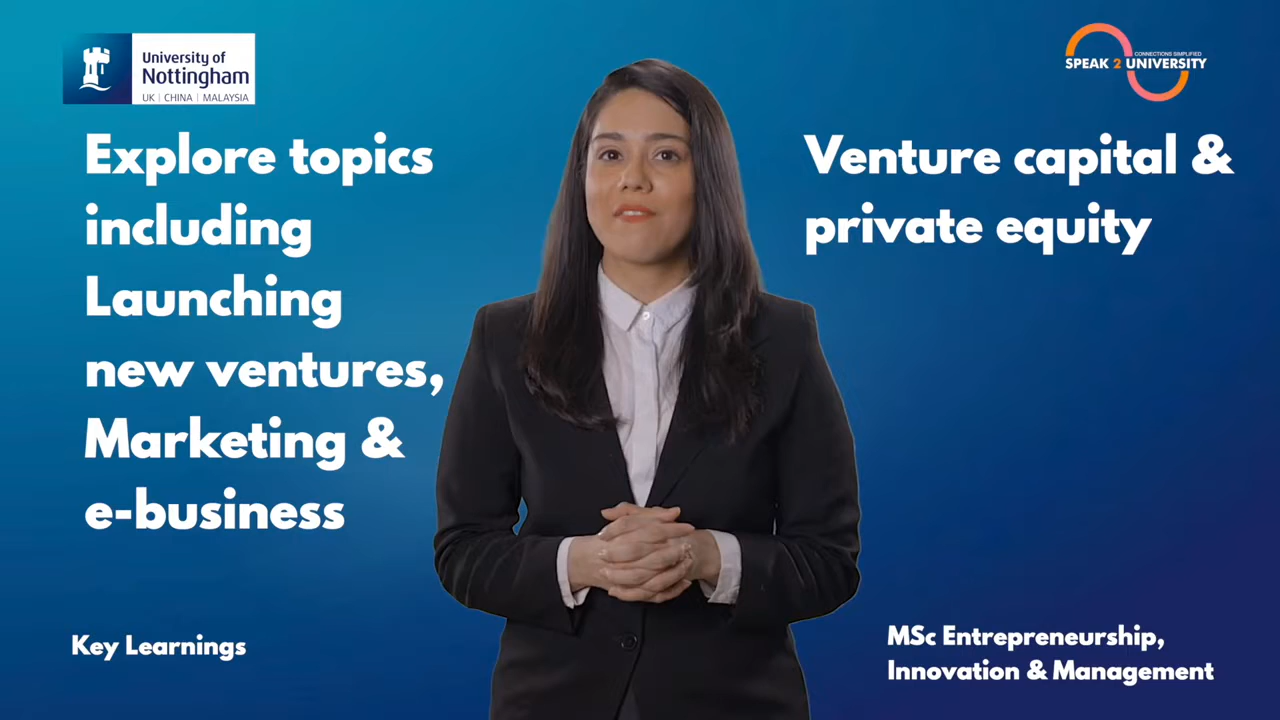 University of
Nottingham
UK | CHINA | MALAYSIA
CONNECTIONS SIMPLIFIED
SPEAK 2 UNIVERSITY
Explore topics
including
Launching
new ventures,
Marketing &
e-business
Venture capital &
private equity
Key Learnings
MSc Entrepreneurship,
Innovation & Management